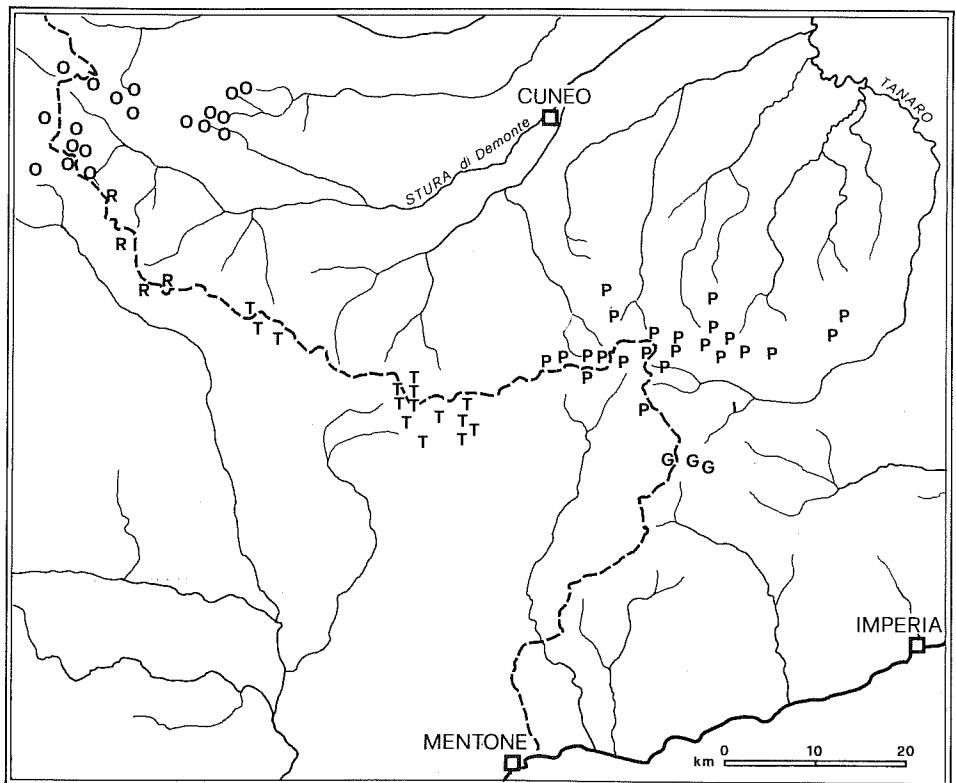 O O O
O O O O
O O O O O
O O
O O O
O O
O O
CUNEO
TANARO
STURA di Demonte
R
R
R R
T
T
T
P P
P
P
P P
P P P
P P P P P P P
P P P P P
P
P P
P
T
T T
T T
T T T
T T
T T
T
G G G
IMPERIA
MENTONE
km 0 10 20